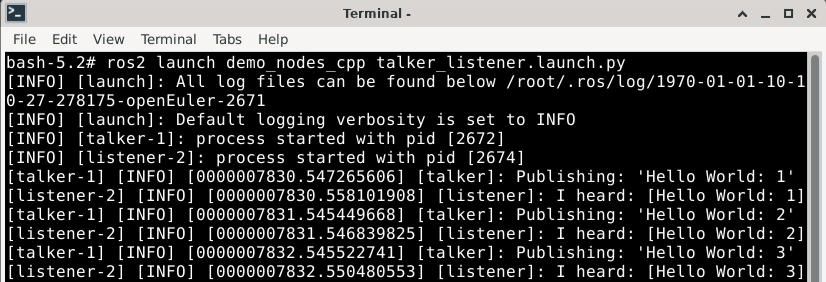 Terminal -
File Edit View Terminal Tabs Help
bash-5.2# ros2 launch demo_nodes_cpp talker_listener.launch.py
[INFO] [launch]: All log files can be found below /root/.ros/log/1970-01-01-10-1
0-27-278175-openEuler-2671
[INFO] [launch]: Default logging verbosity is set to INFO
[INFO] [talker-1]: process started with pid [2672]
[INFO] [listener-2]: process started with pid [2674]
[talker-1] [INFO] [0000007830.547265606] [talker]: Publishing: 'Hello World: 1'
[listener-2] [INFO] [0000007830.558101908] [listener]: I heard: [Hello World: 1]
[talker-1] [INFO] [0000007831.545449668] [talker]: Publishing: 'Hello World: 2'
[listener-2] [INFO] [0000007831.546839825] [listener]: I heard: [Hello World: 2]
[talker-1] [INFO] [0000007832.545522741] [talker]: Publishing: 'Hello World: 3'
[listener-2] [INFO] [0000007832.550480553] [listener]: I heard: [Hello World: 3]